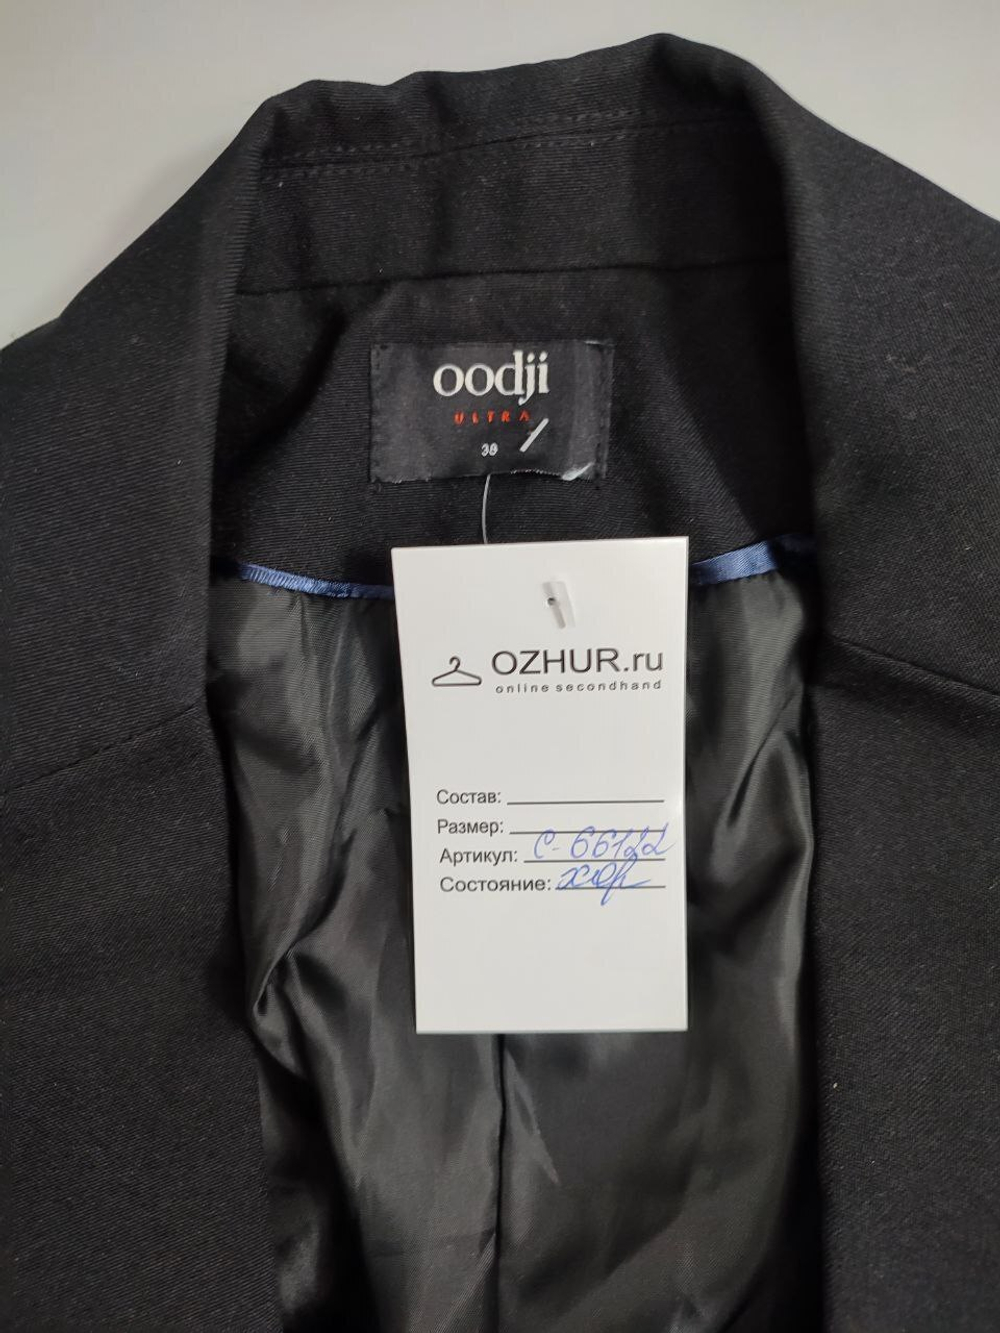 oodji
ULTRA
38
OZHUR.ru
online secondhand
Состав:
Размер:
Артикул: С-66122
Состояние: хор